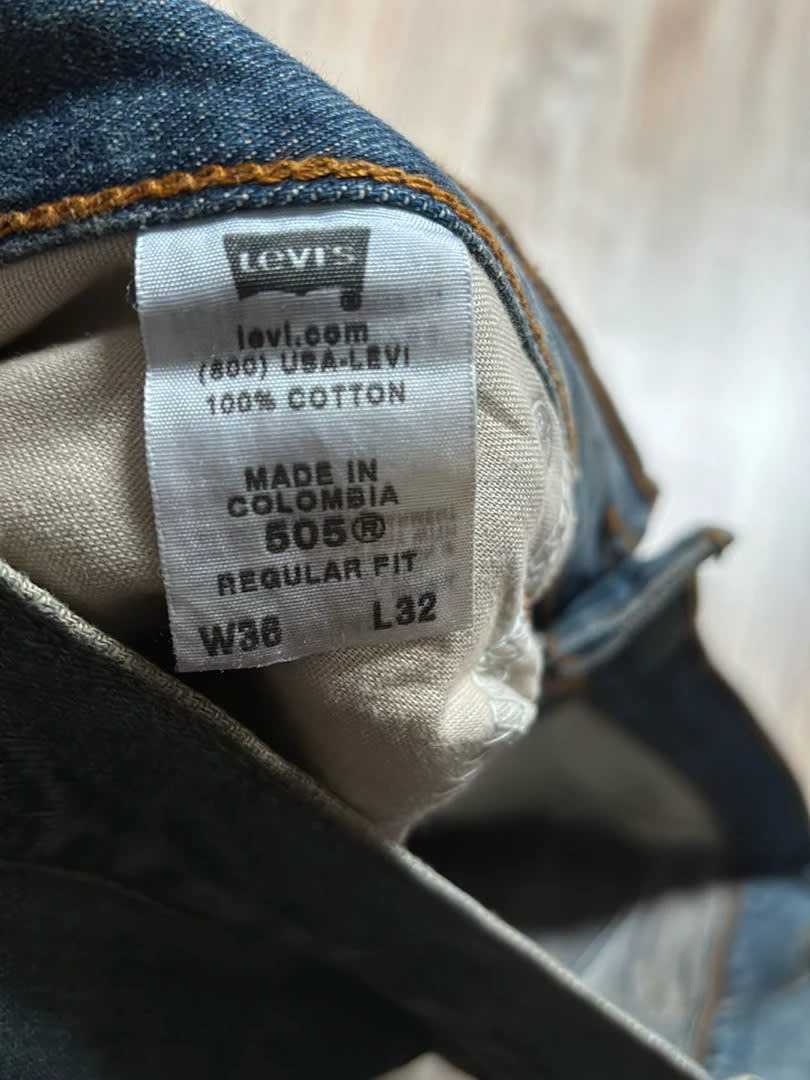 Levi's
®
levi.com
(800) USA-LEVI
100% COTTON
MADE IN
COLOMBIA
505®
REGULAR FIT
W36 L32